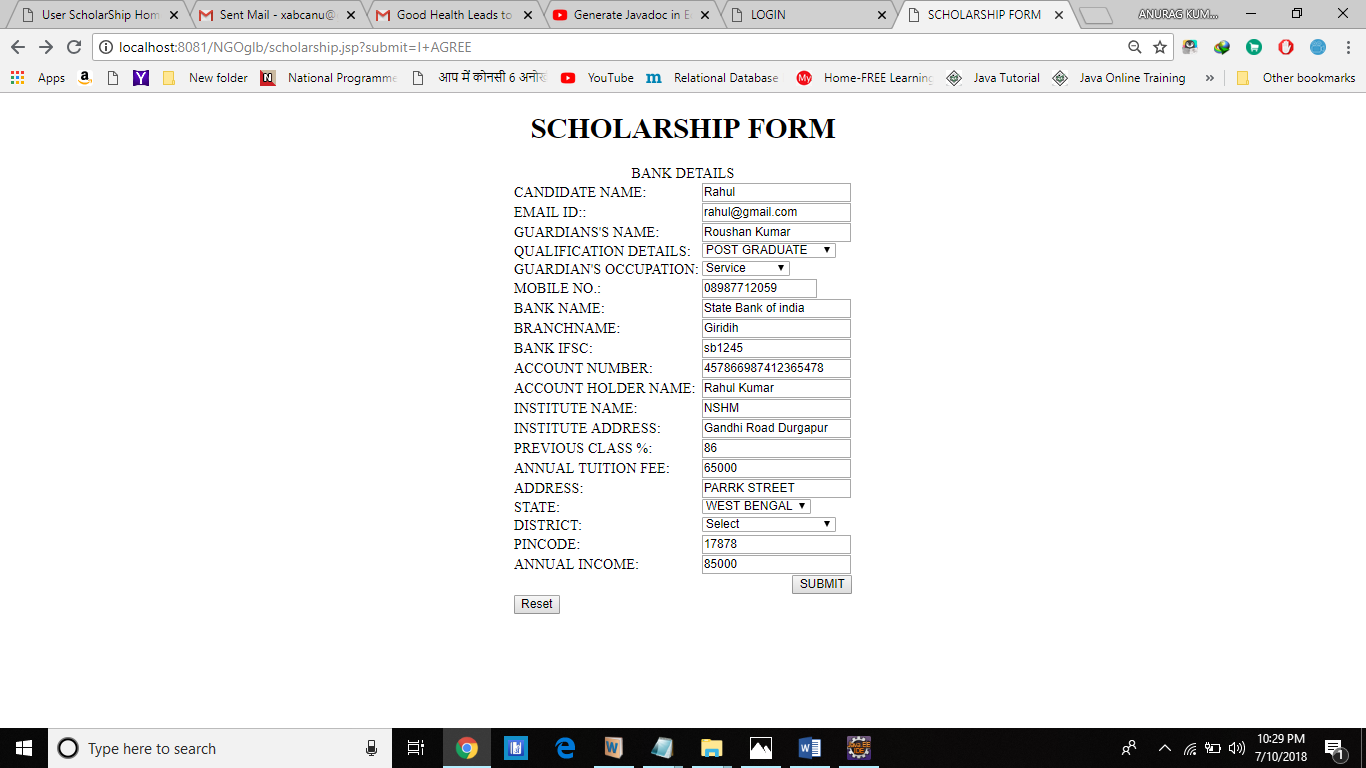 User ScholarShip Hom
Sent Mail - xabcanu@
Good Health Leads to
Generate Javadoc in E
LOGIN
SCHOLARSHIP FORM
ANURAG KUM...
localhost:8081/NGOglb/scholarship.jsp?submit=I+AGREE
Apps
New folder
National Programme
आप में कोनसी 6 अनोखे
YouTube
Relational Database
Home-FREE Learning
Java Tutorial
Java Online Training
»
Other bookmarks
SCHOLARSHIP FORM
BANK DETAILS
CANDIDATE NAME: Rahul
EMAIL ID:: rahul@gmail.com
GUARDIANS'S NAME: Roushan Kumar
QUALIFICATION DETAILS: POST GRADUATE
GUARDIAN'S OCCUPATION: Service
MOBILE NO.: 08987712059
BANK NAME: State Bank of india
BRANCHNAME: Giridih
BANK IFSC: sb1245
ACCOUNT NUMBER: 457866987412365478
ACCOUNT HOLDER NAME: Rahul Kumar
INSTITUTE NAME: NSHM
INSTITUTE ADDRESS: Gandhi Road Durgapur
PREVIOUS CLASS %: 86
ANNUAL TUITION FEE: 65000
ADDRESS: PARRK STREET
STATE: WEST BENGAL
DISTRICT: Select
PINCODE: 17878
ANNUAL INCOME: 85000
SUBMIT
Reset
Type here to search
10:29 PM
7/10/2018
1